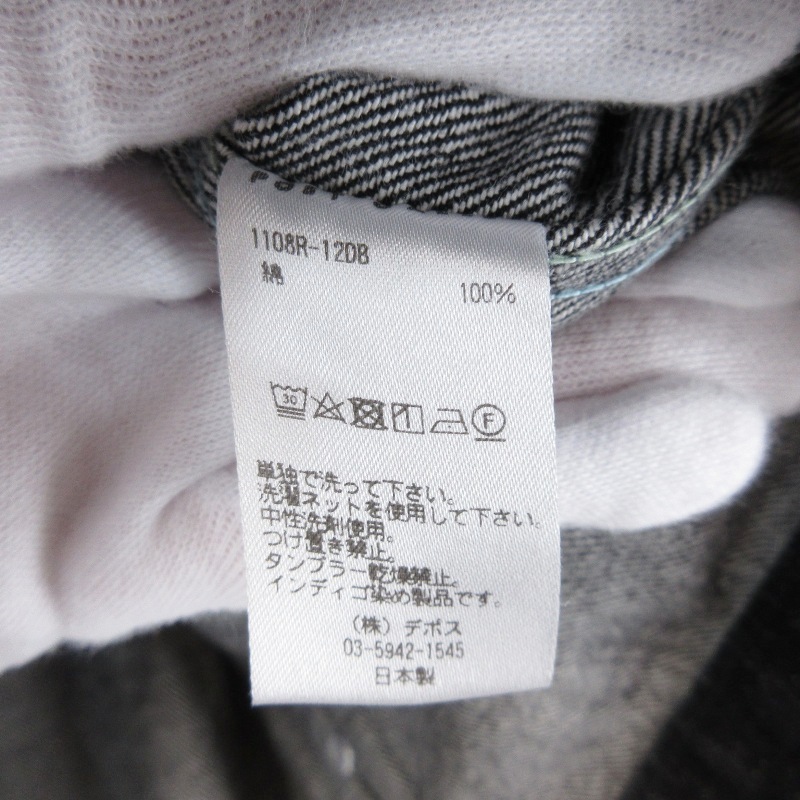 1108R-12DB
綿 100%
30
F
単独で洗って下さい。
洗濯ネットを使用して下さい。
中性洗剤使用。
つけ置き禁止。
タンブラー乾燥禁止。
インディゴ染め製品です。
(株) デポス
03-5942-1545
日本製